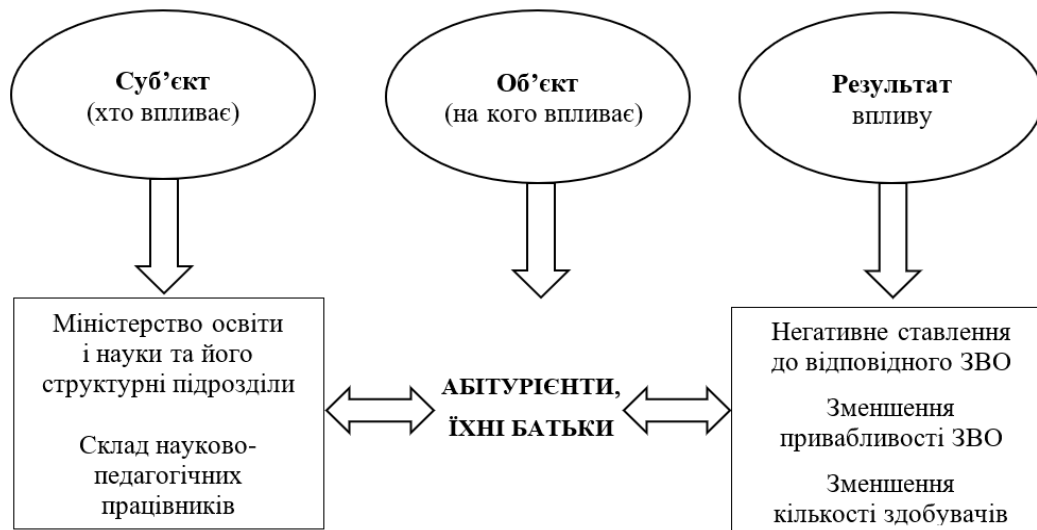 Суб’єкт
(хто впливає)
Об’єкт
(на кого впливає)
Результат
впливу
Міністерство освіти
і науки та його
структурні підрозділи
Склад науково-
педагогічних
працівників
АБІТУРІЄНТИ,
ЇХНІ БАТЬКИ
Негативне ставлення
до відповідного ЗВО
Зменшення
привабливості ЗВО
Зменшення
кількості здобувачів